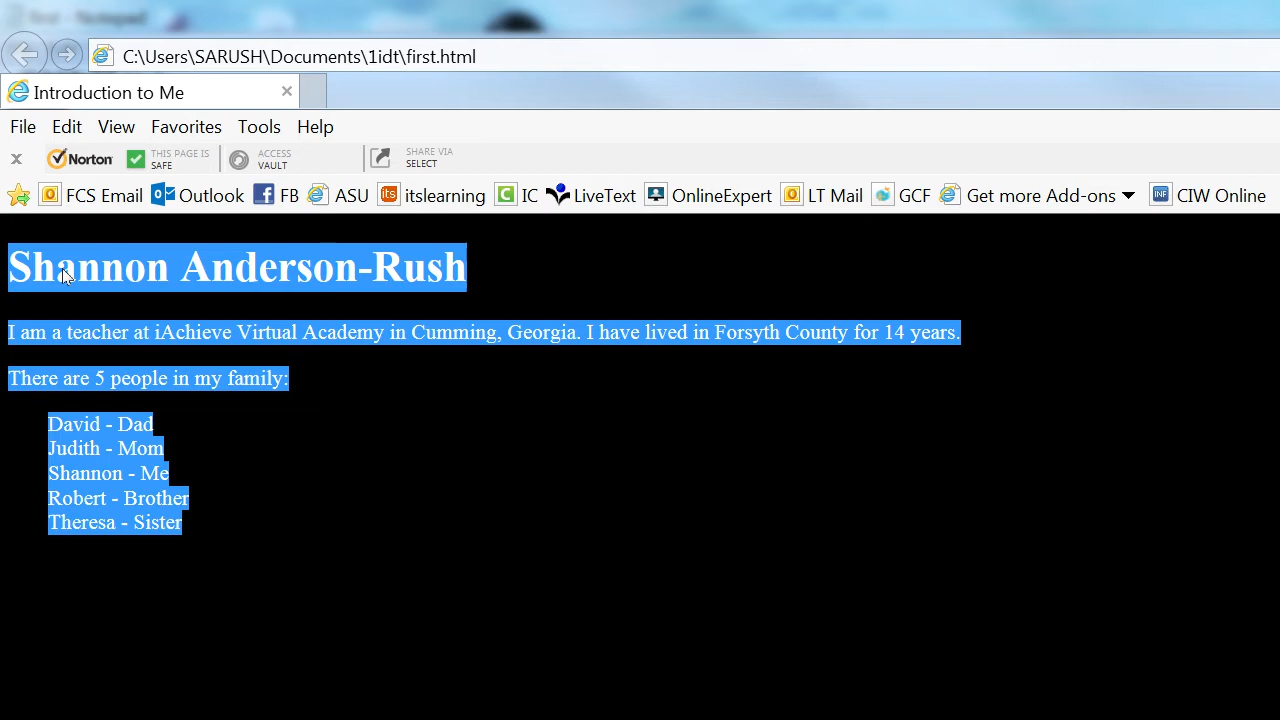 first - Notepad
C:\Users\SARUSH\Documents\1idt\first.html
Introduction to Me
File Edit View Favorites Tools Help
Norton THIS PAGE IS SAFE ACCESS VAULT SHARE VIA SELECT
FCS Email Outlook FB ASU itslearning IC LiveText OnlineExpert LT Mail GCF Get more Add-ons CIW Online
Shannon Anderson-Rush
I am a teacher at iAchieve Virtual Academy in Cumming, Georgia. I have lived in Forsyth County for 14 years.
There are 5 people in my family:
David - Dad
Judith - Mom
Shannon - Me
Robert - Brother
Theresa - Sister